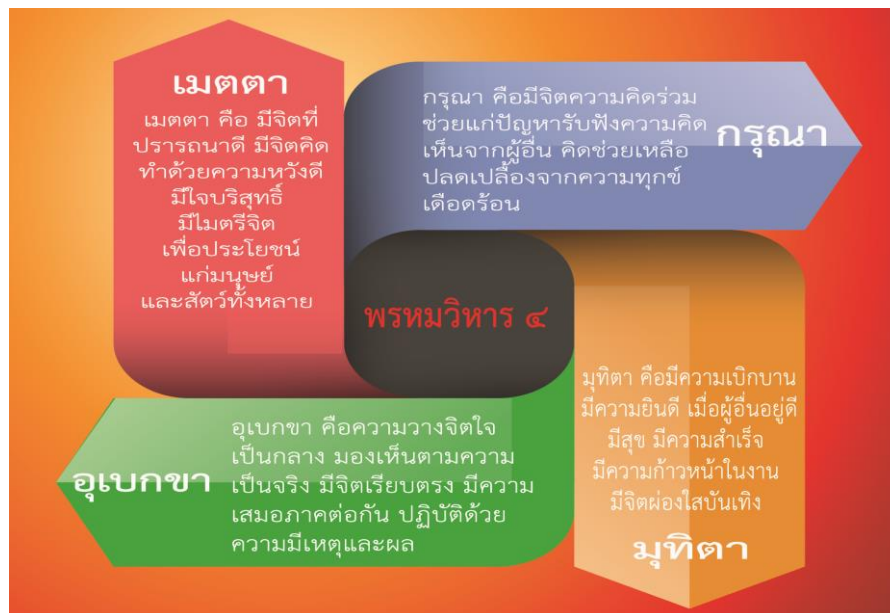 เมตตา
เมตตา คือ มีจิตที่
ปรารถนาดี มีจิตคิด
ทำด้วยความหวังดี
มีใจบริสุทธิ์
มีไมตรีจิต
เพื่อประโยชน์
แก่มนุษย์
และสัตว์ทั้งหลาย
กรุณา คือมีจิตความคิดร่วม
ช่วยแก่ปัญหารับฟังความคิด
เห็นจากผู้อื่น คิดช่วยเหลือ
ปลดเปลื้องจากความทุกข์
เดือดร้อน
กรุณา
พรหมวิหาร ๔
มุทิตา คือมีความเบิกบาน
มีความยินดี เมื่อผู้อื่นอยู่ดี
มีสุข มีความสำเร็จ
มีความก้าวหน้าในงาน
มีจิตผ่องใสบันเทิง
มุทิตา
อุเบกขา
อุเบกขา คือความวางจิตใจ
เป็นกลาง มองเห็นตามความ
เป็นจริง มีจิตเรียบตรง มีความ
เสมอภาคต่อกัน ปฏิบัติด้วย
ความมีเหตุและผล